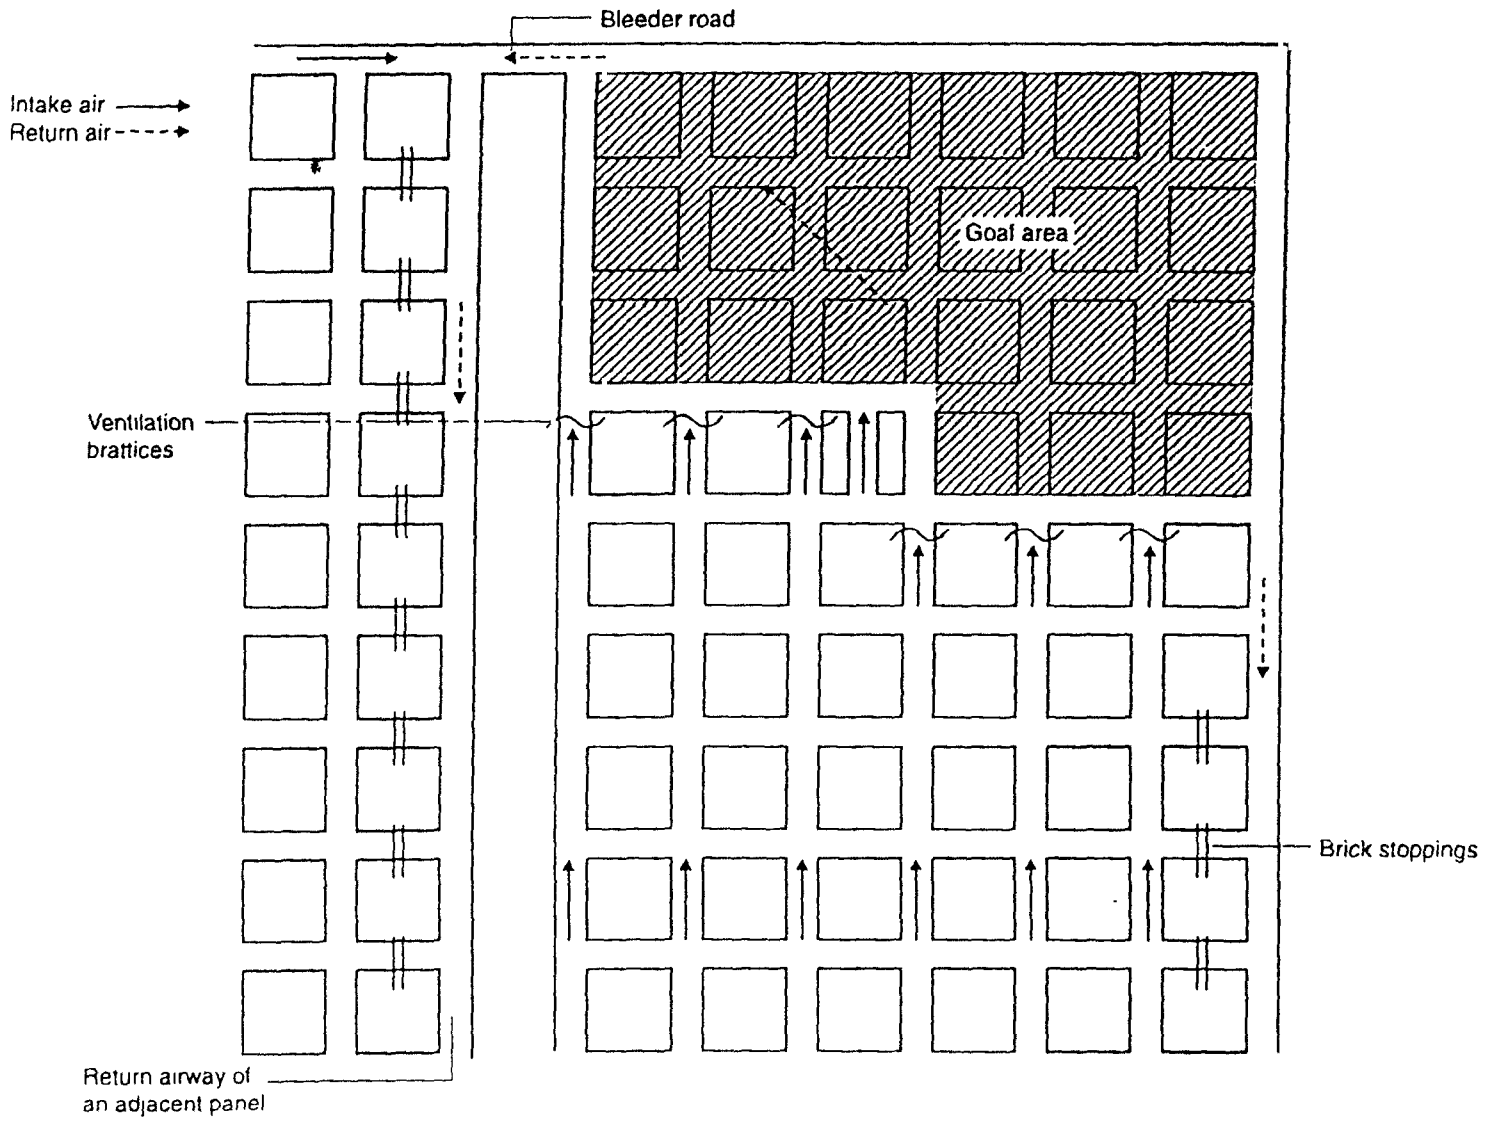 Bleeder road
Intake air
Return air
Goaf area
Ventilation
brattices
Brick stoppings
Return airway of
an adjacent panel